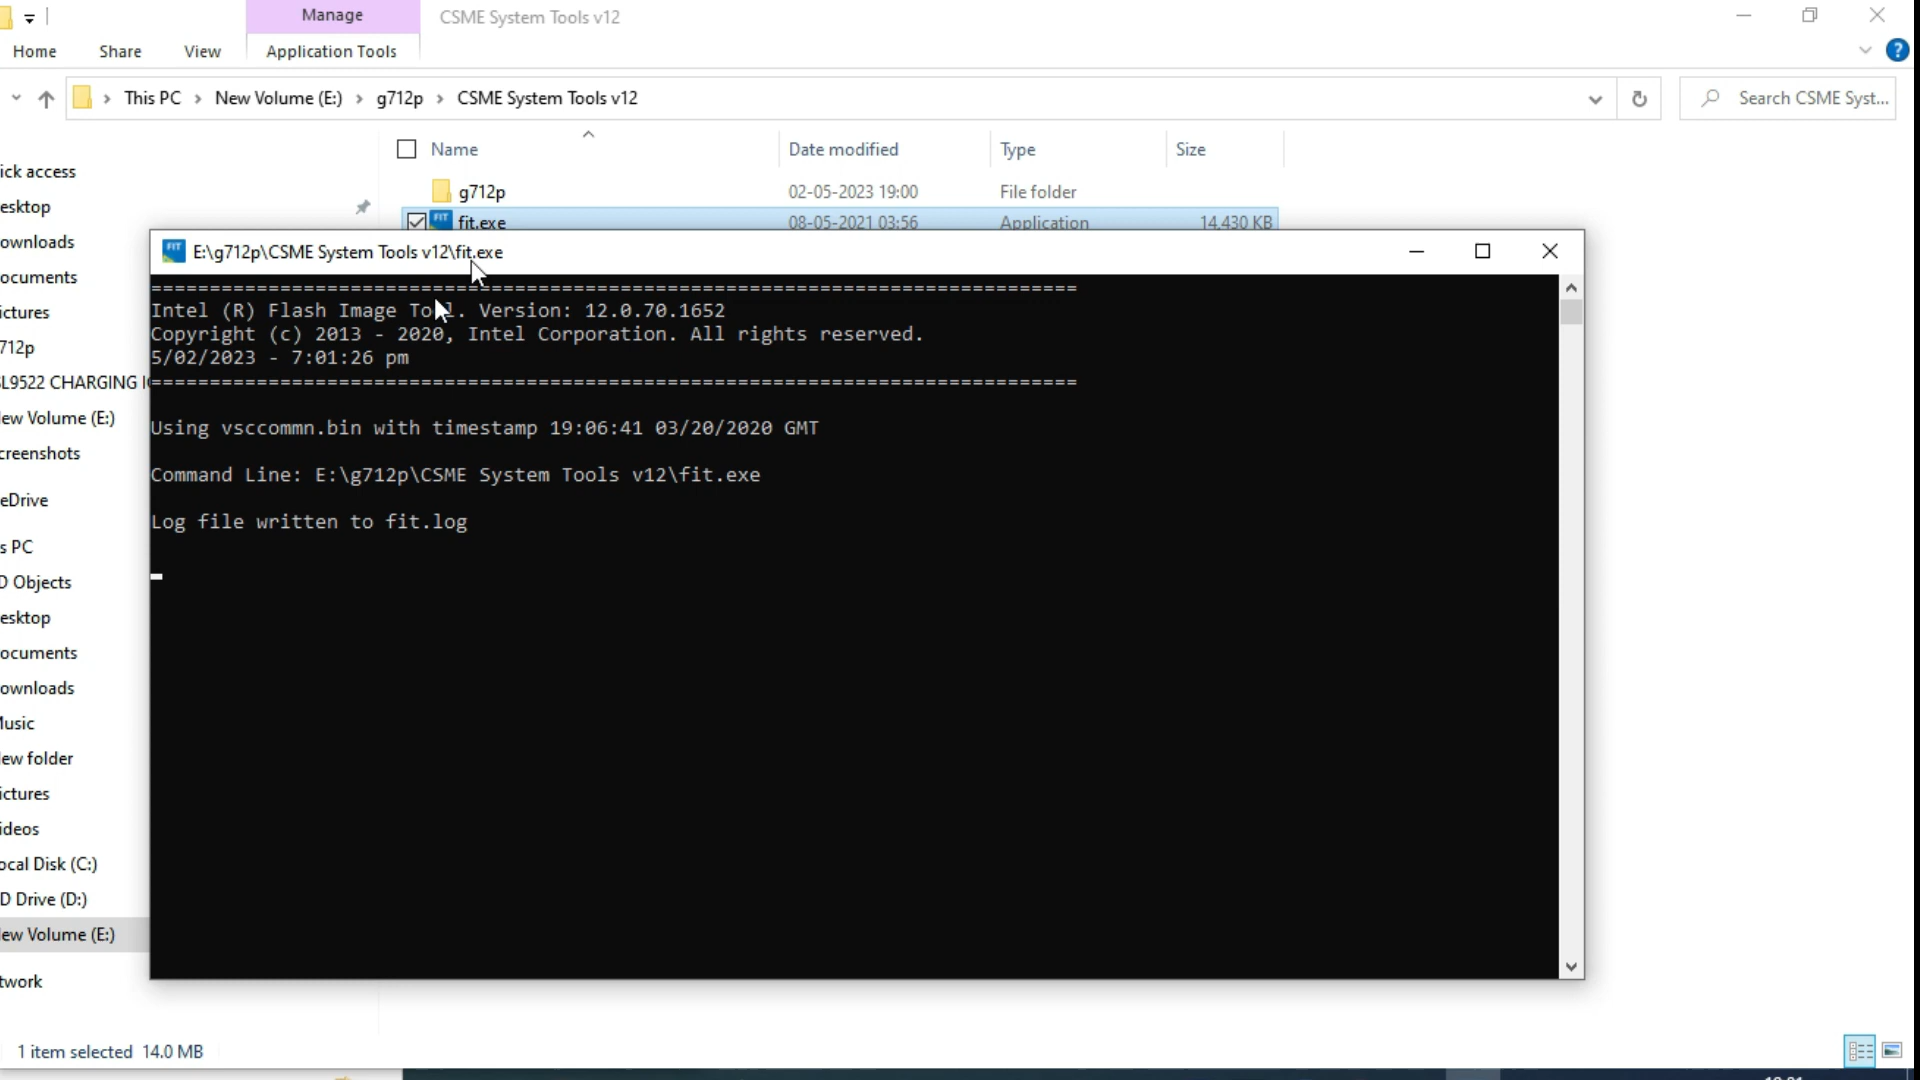 Manage
CSME System Tools v12
Home
Share
View
Application Tools
This PC
New Volume (E:)
g712p
CSME System Tools v12
Search CSME Syst...
Name
Date modified
Type
Size
ick access
esktop
ownloads
ocuments
ictures
712p
SL9522 CHARGING I
ew Volume (E:)
creenshots
eDrive
s PC
D Objects
esktop
ocuments
ownloads
usic
ew folder
ictures
ideos
ocal Disk (C:)
D Drive (D:)
ew Volume (E:)
twork
g712p
02-05-2023 19:00
File folder
FIT
fit.exe
08-05-2021 03:56
Application
14,430 KB
FIT
E:\g712p\CSME System Tools v12\fit.exe
===============================================================================
Intel (R) Flash Image Tool. Version: 12.0.70.1652
Copyright (c) 2013 - 2020, Intel Corporation. All rights reserved.
5/02/2023 - 7:01:26 pm
===============================================================================
Using vsccommn.bin with timestamp 19:06:41 03/20/2020 GMT
Command Line: E:\g712p\CSME System Tools v12\fit.exe
Log file written to fit.log
1 item selected 14.0 MB